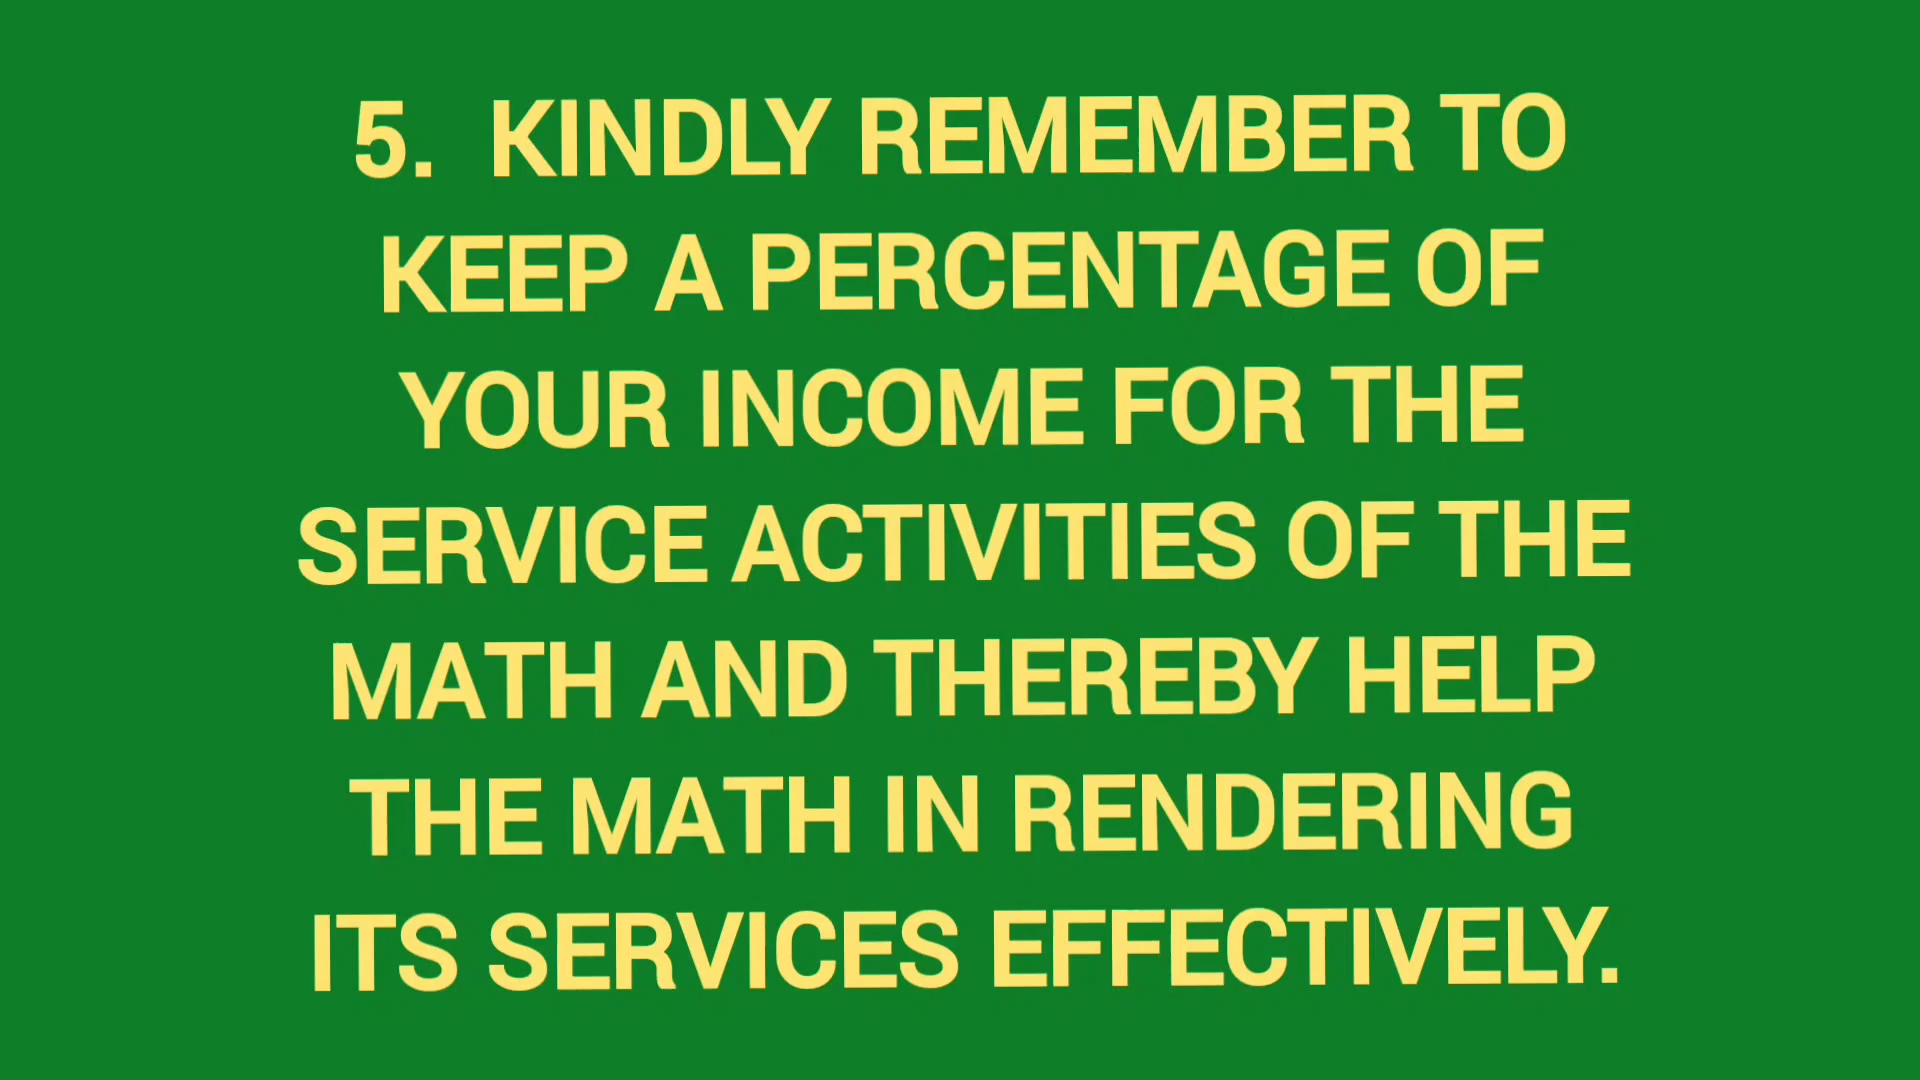 5. KINDLY REMEMBER TO
KEEP A PERCENTAGE OF
YOUR INCOME FOR THE
SERVICE ACTIVITIES OF THE
MATH AND THEREBY HELP
THE MATH IN RENDERING
ITS SERVICES EFFECTIVELY.